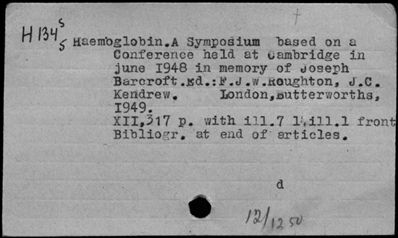 H 134 5/5
Haemoglobin.A Symposium based on a
Conference held at Cambridge in
june 1948 in memory of Joseph
Barcroft.Ed.:F.J.W.Roughton, J.C.
Kendrew. London,Butterworths,
1949.
XII,317 p. with ill.7 l.ill.1 front
Bibliogr. at end of articles.
d
12/12 50